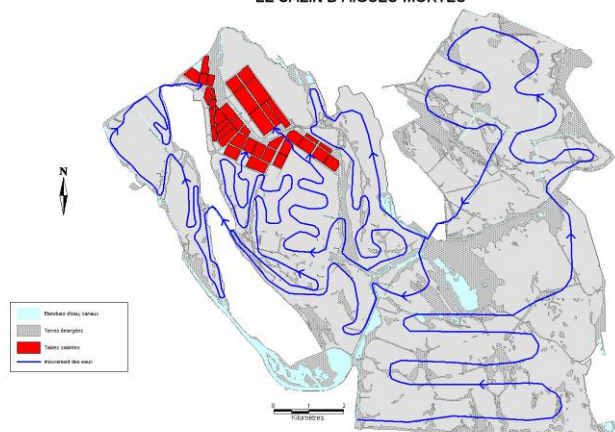 LE SALIN D'AIGUES-MORTES
N
Etendues d'eau, canaux
Terres émergées
Tables salantes
mouvement des eaux
0 1 2
Kilomètres